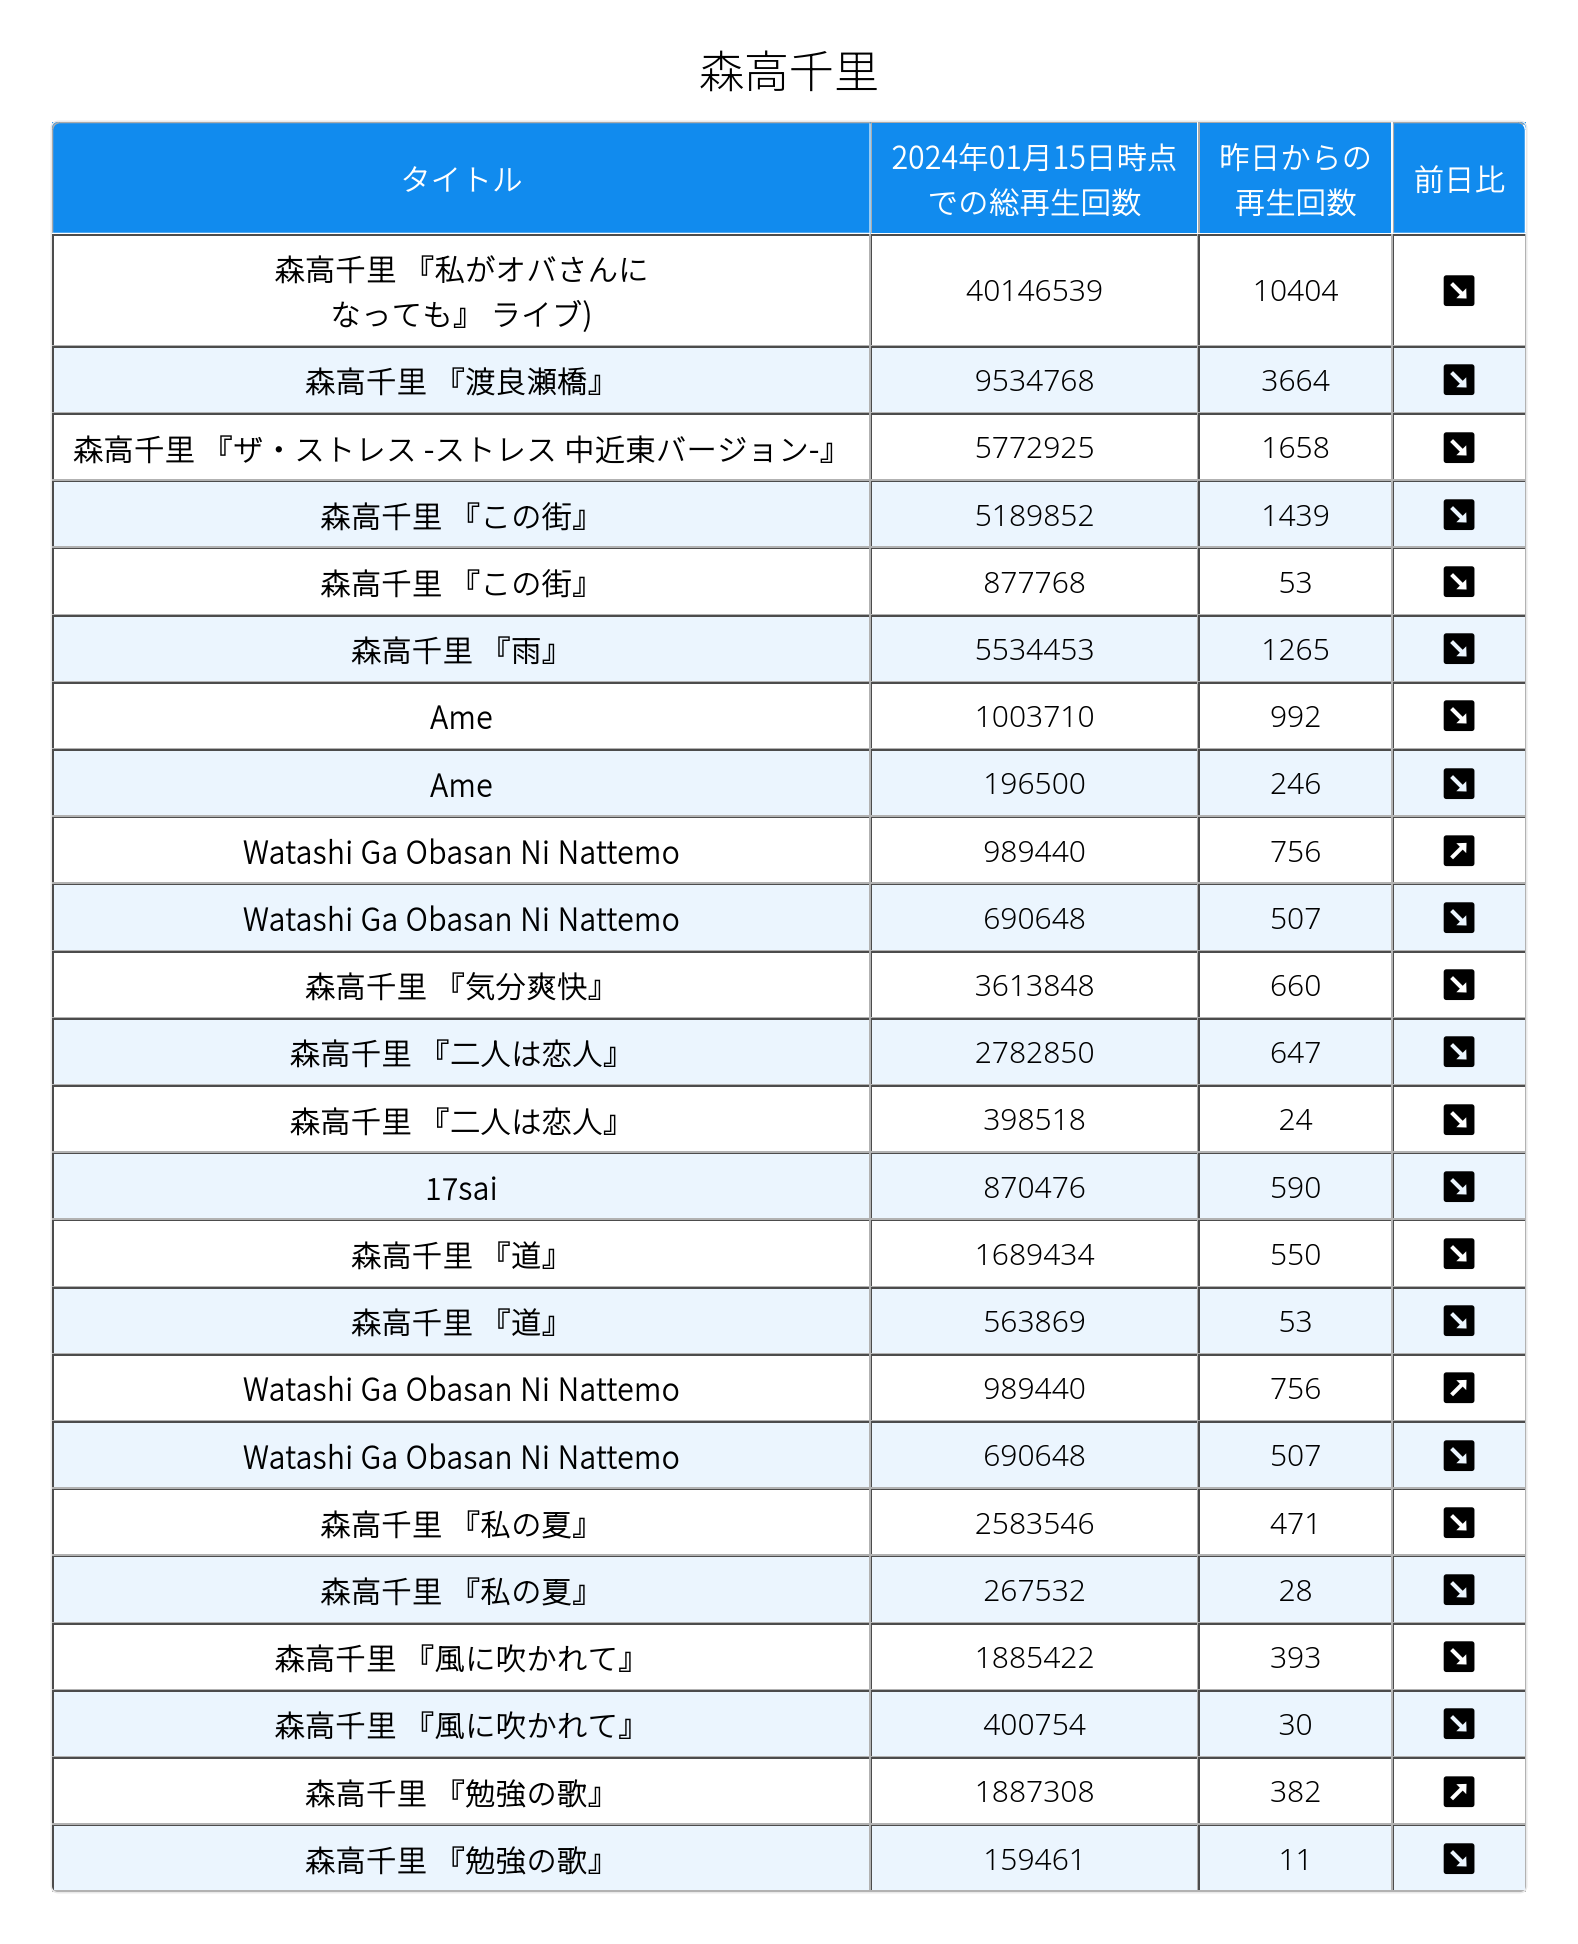 森高千里
タイトル 2024年01月15日時点 昨日からの 前日比
での総再生回数 再生回数
森高千里 『私がオバさんに 40146539 10404
なっても』 ライブ)
森高千里 『渡良瀬橋』 9534768 3664
森高千里 『ザ・ストレス -ストレス 中近東バージョン-』 5772925 1658
森高千里 『この街』 5189852 1439
森高千里 『この街』 877768 53
森高千里 『雨』 5534453 1265
Ame 1003710 992
Ame 196500 246
Watashi Ga Obasan Ni Nattemo 989440 756
Watashi Ga Obasan Ni Nattemo 690648 507
森高千里 『気分爽快』 3613848 660
森高千里 『二人は恋人』 2782850 647
森高千里 『二人は恋人』 398518 24
17sai 870476 590
森高千里 『道』 1689434 550
森高千里 『道』 563869 53
Watashi Ga Obasan Ni Nattemo 989440 756
Watashi Ga Obasan Ni Nattemo 690648 507
森高千里 『私の夏』 2583546 471
森高千里 『私の夏』 267532 28
森高千里 『風に吹かれて』 1885422 393
森高千里 『風に吹かれて』 400754 30
森高千里 『勉強の歌』 1887308 382
森高千里 『勉強の歌』 159461 11